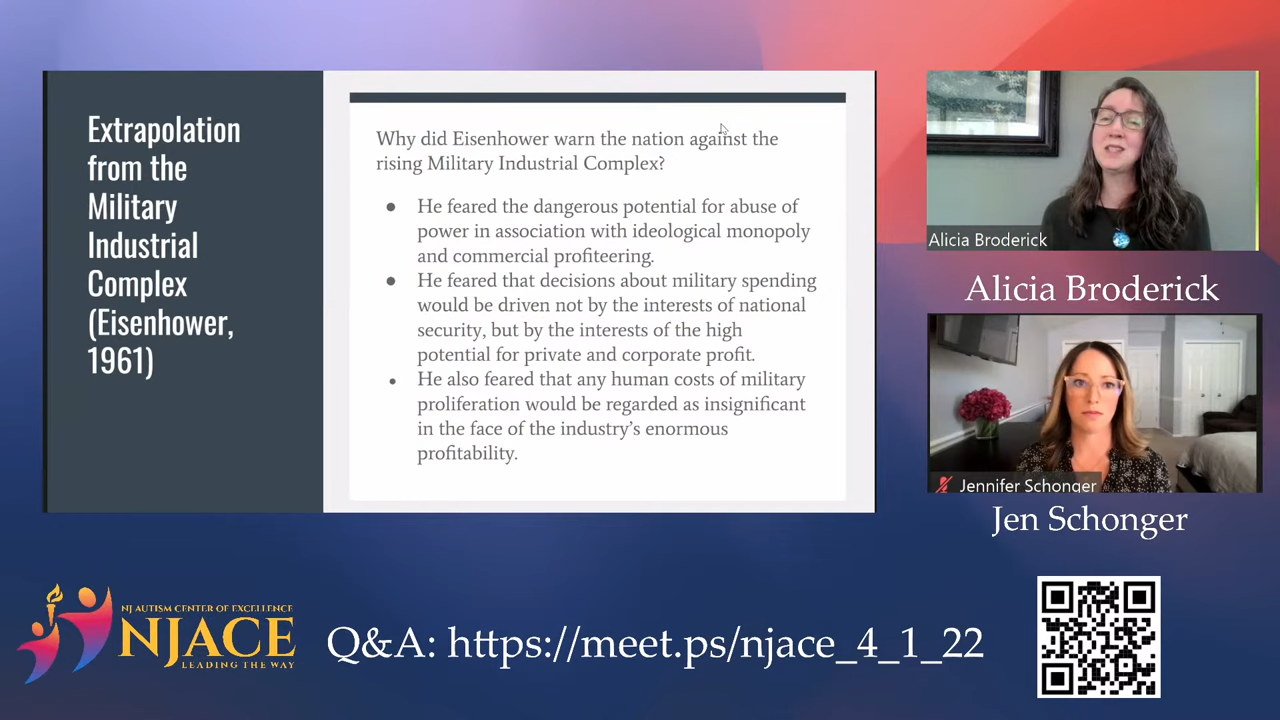 Extrapolation
from the
Military
Industrial
Complex
(Eisenhower,
1961)
Why did Eisenhower warn the nation against the
rising Military Industrial Complex?
● He feared the dangerous potential for abuse of
power in association with ideological monopoly
and commercial profiteering.
● He feared that decisions about military spending
would be driven not by the interests of national
security, but by the interests of the high
potential for private and corporate profit.
● He also feared that any human costs of military
proliferation would be regarded as insignificant
in the face of the industry’s enormous
profitability.
Alicia Broderick
Alicia Broderick
Jennifer Schonger
Jen Schonger
NJ AUTISM CENTER OF EXCELLENCE
NJACE
LEADING THE WAY
Q&A: https://meet.ps/njace_4_1_22